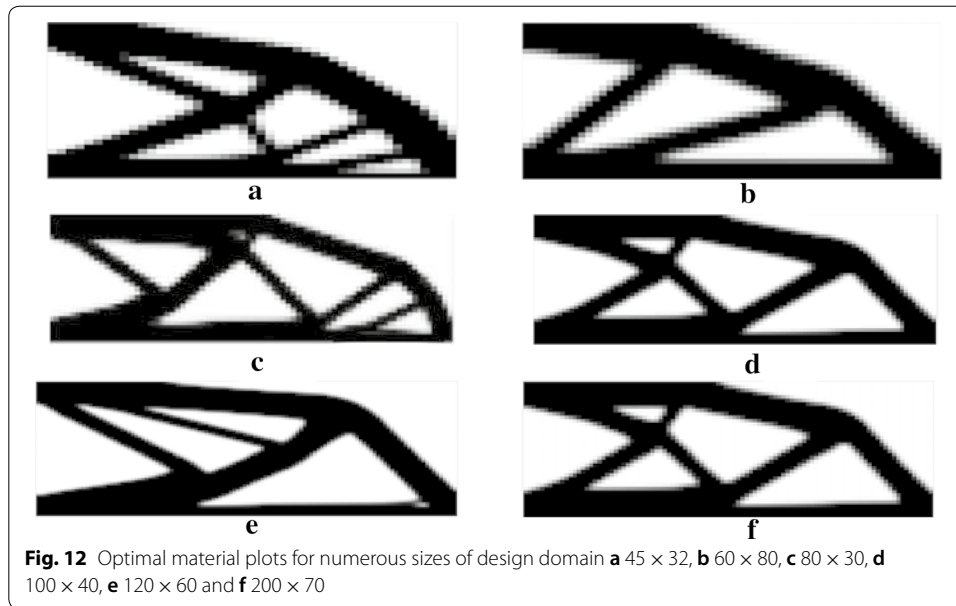 a
b
c
d
e
f
Fig. 12 Optimal material plots for numerous sizes of design domain a 45 × 32, b 60 × 80, c 80 × 30, d
100 × 40, e 120 × 60 and f 200 × 70